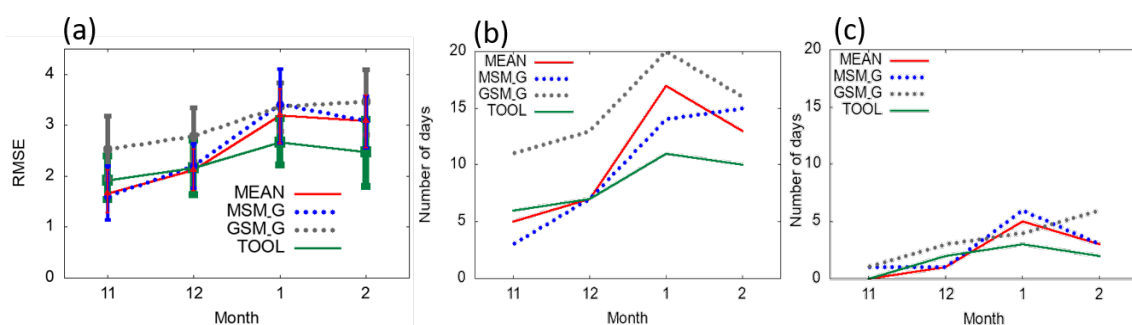 (a)
4
3
2
1
0
RMSE
MEAN
MSM_G
GSM_G
TOOL
11 12 1 2
Month
(b)
20
15
10
5
0
Number of days
MEAN
MSM_G
GSM_G
TOOL
11 12 1 2
Month
(c)
20
15
10
5
0
Number of days
MEAN
MSM_G
GSM_G
TOOL
11 12 1 2
Month